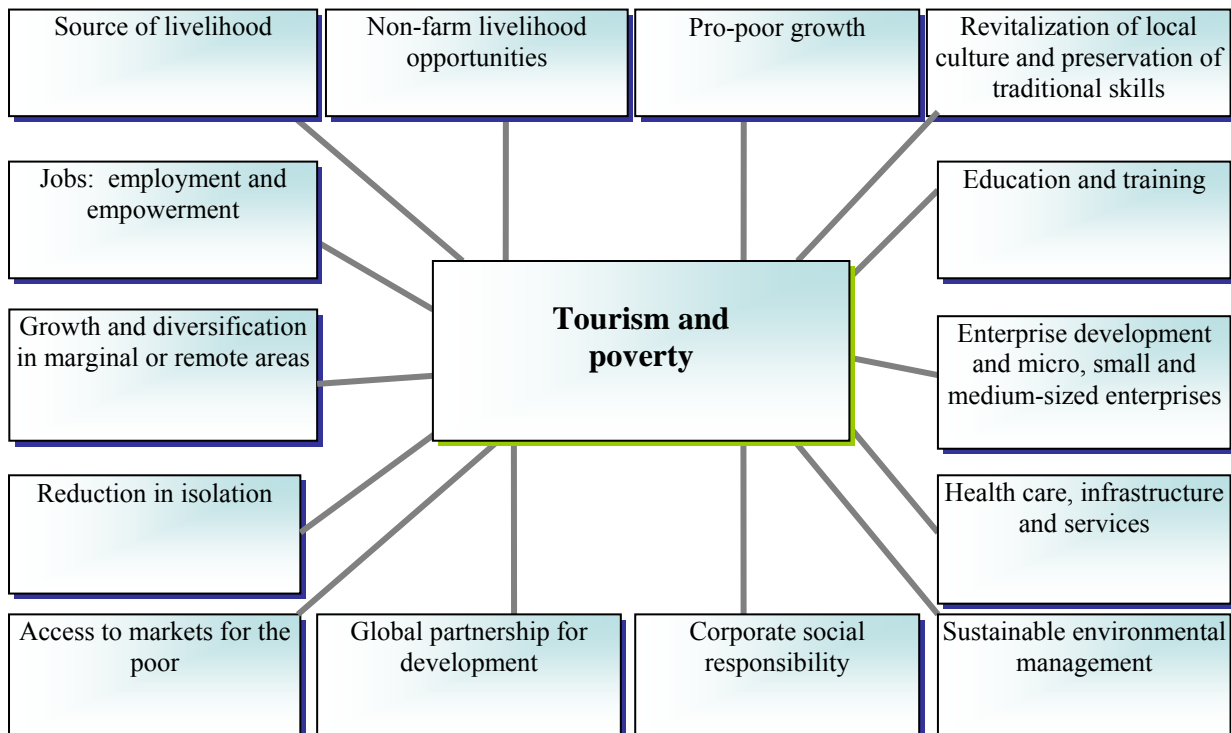 Source of livelihood
Non-farm livelihood
opportunities
Pro-poor growth
Revitalization of local
culture and preservation of
traditional skills
Jobs:  employment and
empowerment
Education and training
Tourism and
poverty
Growth and diversification
in marginal or remote areas
Enterprise development
and micro, small and
medium-sized enterprises
Reduction in isolation
Health care, infrastructure
and services
Access to markets for the
poor
Global partnership for
development
Corporate social
responsibility
Sustainable environmental
management